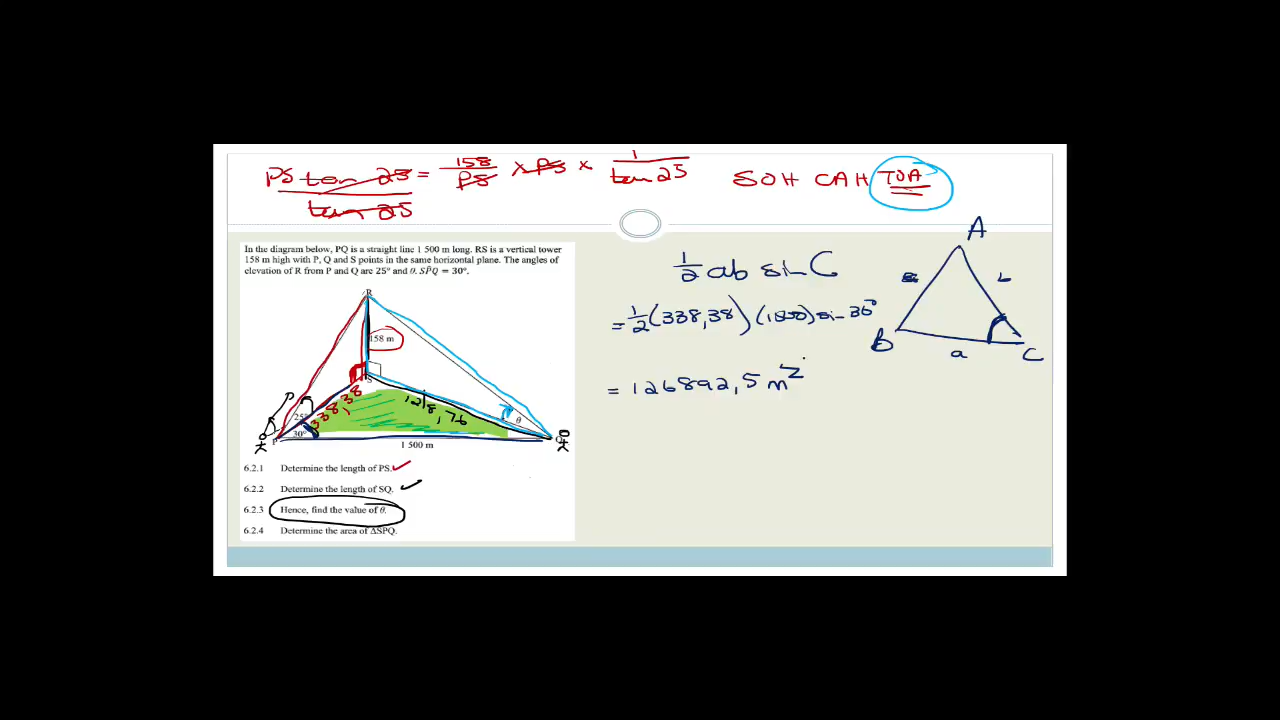 PS tan 25 = 158/PS × PS × 1/tan 25
tan 25
SOH CAH TOA
In the diagram below, PQ is a straight line 1 500 m long. RS is a vertical tower
158 m high with P, Q and S points in the same horizontal plane. The angles of
elevation of R from P and Q are 25° and θ. SP̂Q = 30°.
R
158 m
S
P
25°
338,38
1218,76
θ
30°
P
Q
1 500 m
6.2.1 Determine the length of PS.
6.2.2 Determine the length of SQ.
6.2.3 Hence, find the value of θ.
6.2.4 Determine the area of ΔSPQ.
1/2 ab sin C
= 1/2 (338,38)(1500) sin 30°
= 126892,5 m²
A
b
B
a
C